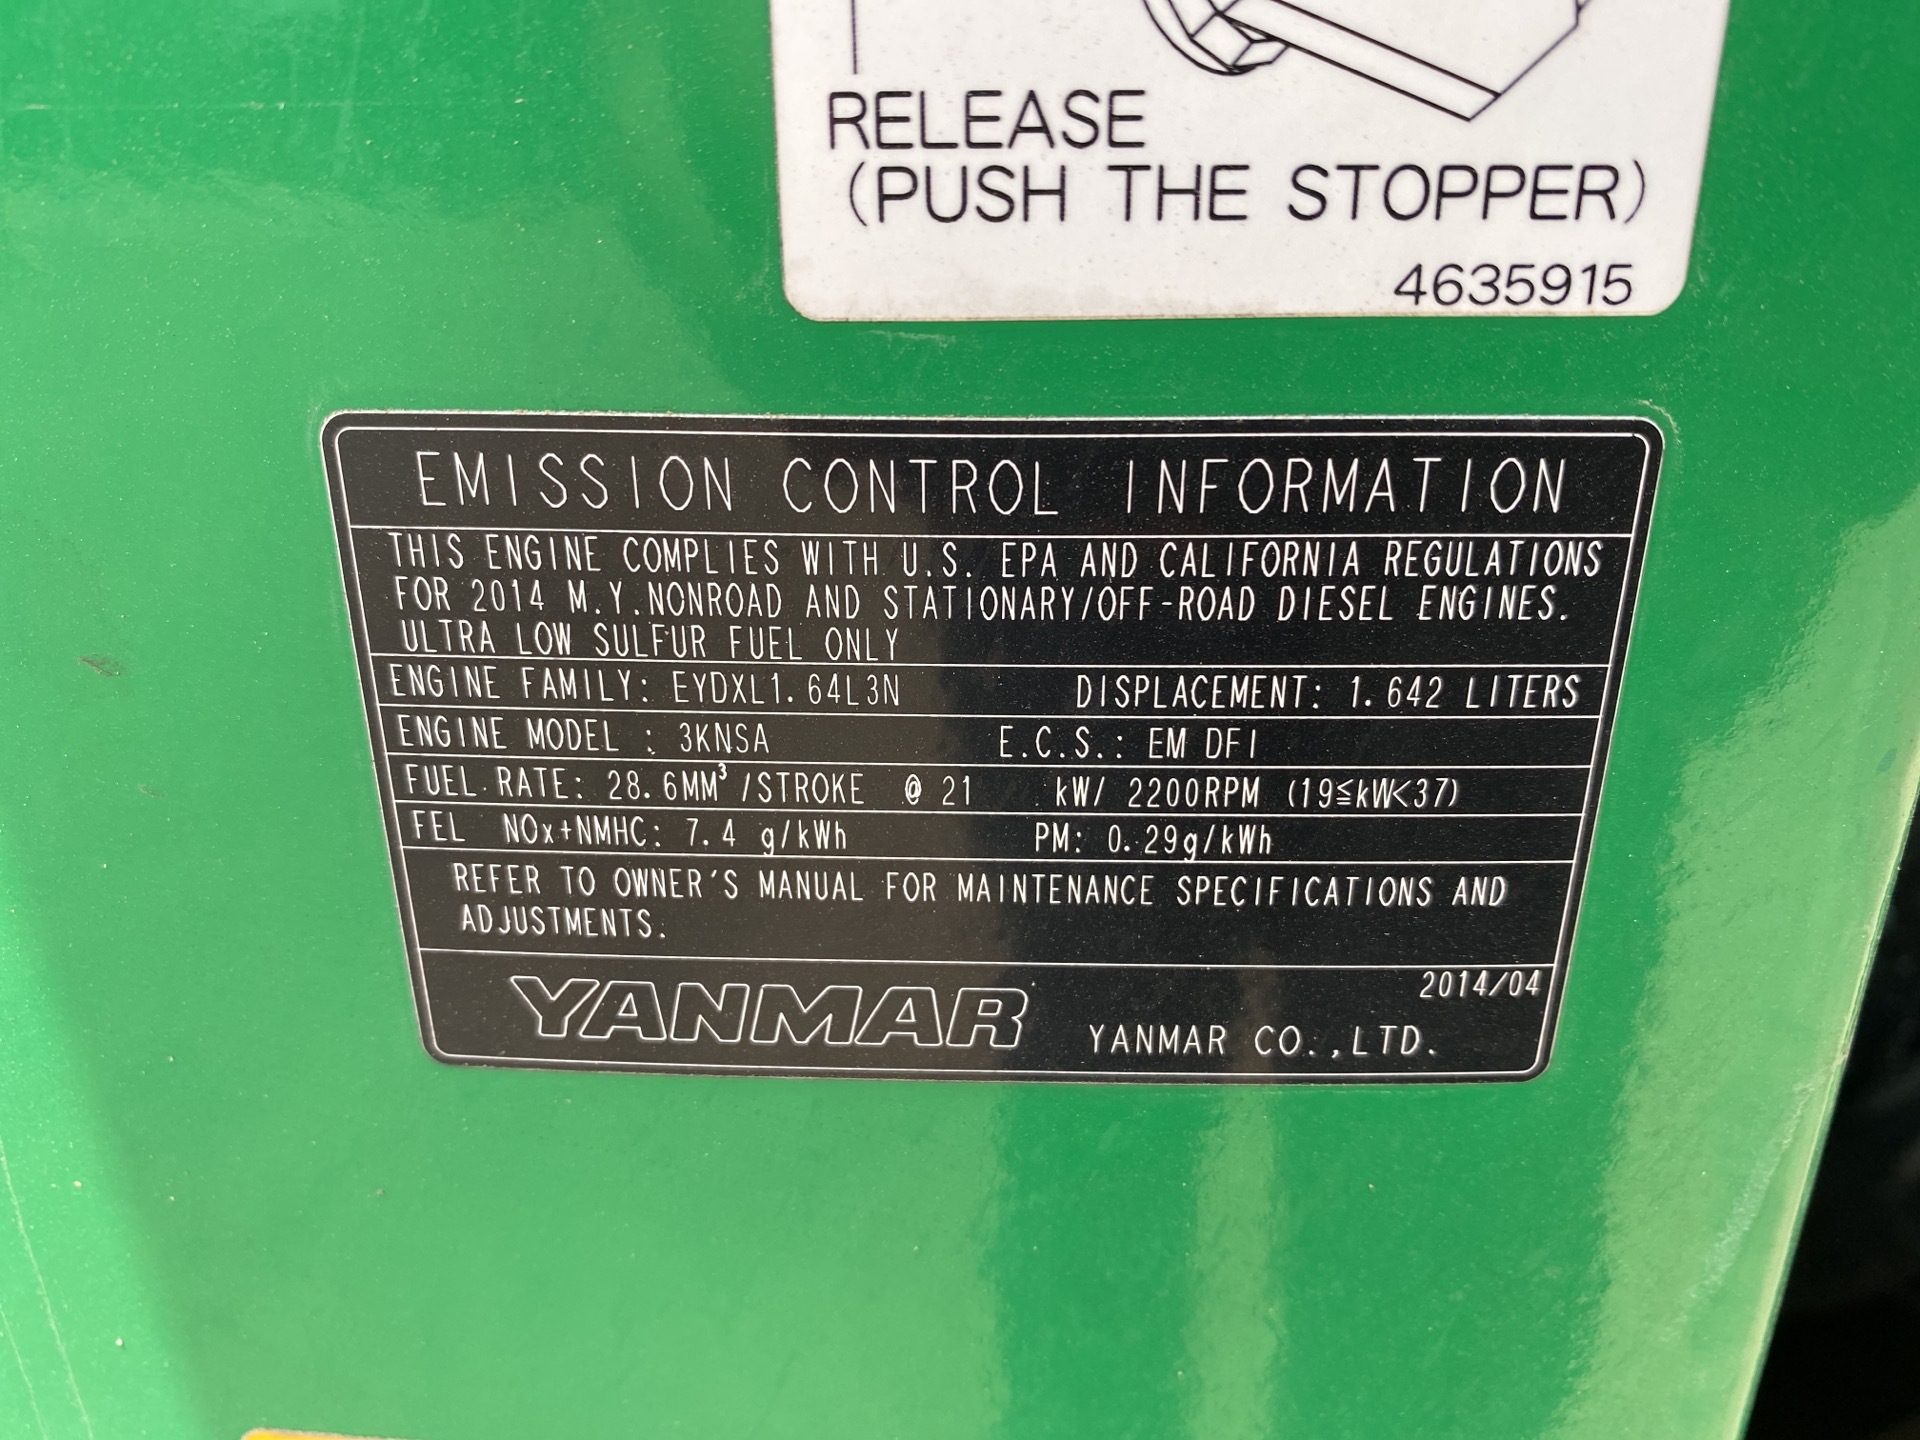 RELEASE
(PUSH THE STOPPER)
4635915
EMISSION CONTROL INFORMATION
THIS ENGINE COMPLIES WITH U.S. EPA AND CALIFORNIA REGULATIONS
FOR 2014 M.Y.NONROAD AND STATIONARY/OFF-ROAD DIESEL ENGINES.
ULTRA LOW SULFUR FUEL ONLY
ENGINE FAMILY: EYDXL1.64L3N DISPLACEMENT: 1.642 LITERS
ENGINE MODEL : 3KNSA E.C.S.: EM DFI
FUEL RATE: 28.6MM³/STROKE @ 21 kW/ 2200RPM (19≦kW<37)
FEL NOx+NMHC: 7.4 g/kWh PM: 0.29g/kWh
REFER TO OWNER'S MANUAL FOR MAINTENANCE SPECIFICATIONS AND
ADJUSTMENTS.
2014/04
YANMAR YANMAR CO.,LTD.